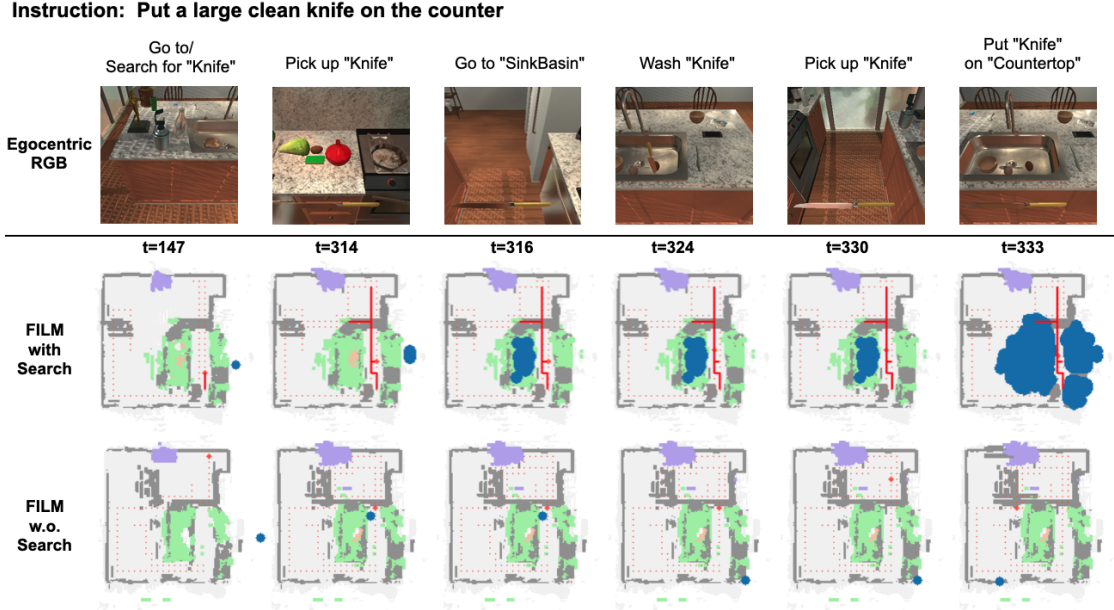 Instruction: Put a large clean knife on the counter
Go to/
Search for "Knife"
Pick up "Knife"
Go to "SinkBasin"
Wash "Knife"
Pick up "Knife"
Put "Knife"
on "Countertop"
Egocentric
RGB
t=147
t=314
t=316
t=324
t=330
t=333
FILM
with
Search
FILM
w.o.
Search